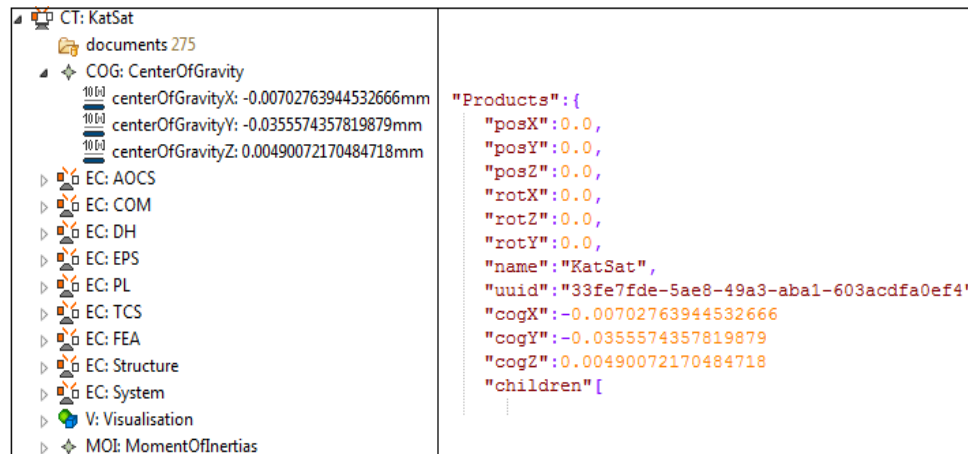 CT: KatSat
documents 275
COG: CenterOfGravity
centerOfGravityX: -0.00702763944532666mm
centerOfGravityY: -0.0355574357819879mm
centerOfGravityZ: 0.00490072170484718mm
EC: AOCS
EC: COM
EC: DH
EC: EPS
EC: PL
EC: TCS
EC: FEA
EC: Structure
EC: System
V: Visualisation
MOI: MomentOfInertias
"Products":{
"posX":0.0,
"posY":0.0,
"posZ":0.0,
"rotX":0.0,
"rotZ":0.0,
"rotY":0.0,
"name":"KatSat",
"uuid":"33fe7fde-5ae8-49a3-aba1-603acdfa0ef4"
"cogX":-0.00702763944532666
"cogY":-0.0355574357819879
"cogZ":0.00490072170484718
"children"[